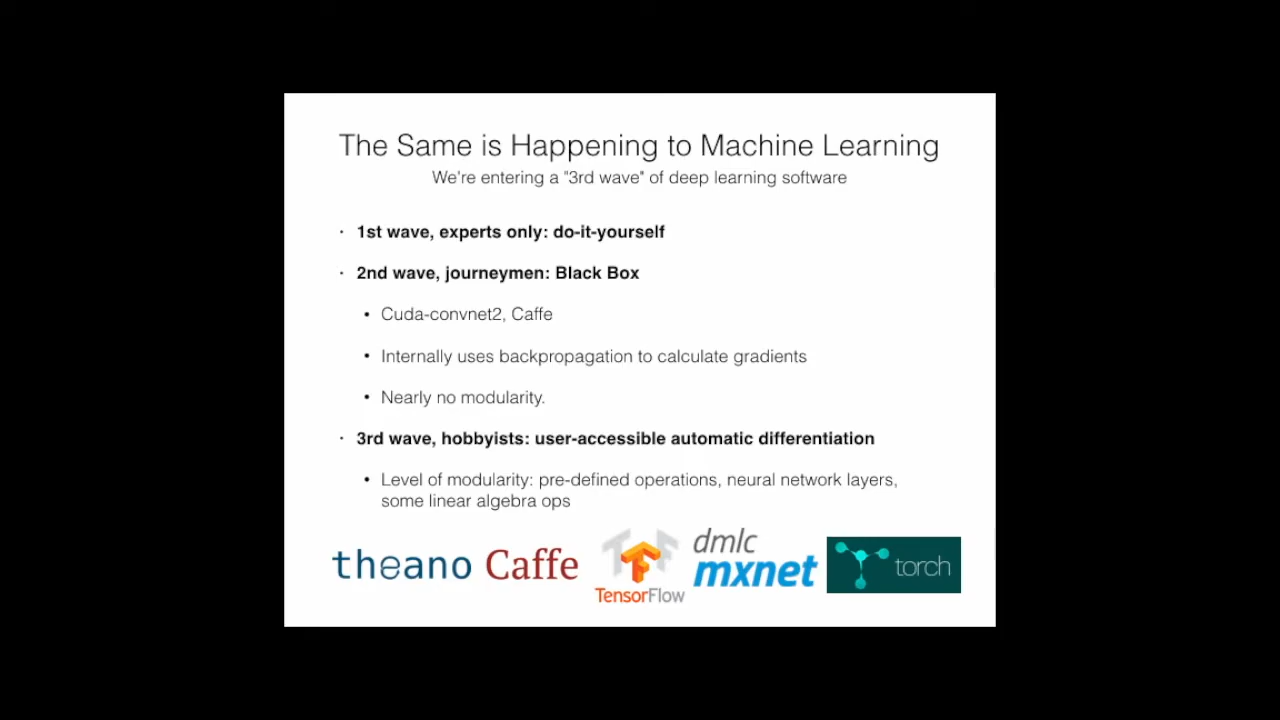 The Same is Happening to Machine Learning
We're entering a "3rd wave" of deep learning software
· 1st wave, experts only: do-it-yourself
· 2nd wave, journeymen: Black Box
• Cuda-convnet2, Caffe
• Internally uses backpropagation to calculate gradients
• Nearly no modularity.
· 3rd wave, hobbyists: user-accessible automatic differentiation
• Level of modularity: pre-defined operations, neural network layers,
some linear algebra ops
theano Caffe
TensorFlow
dmlc
mxnet
torch